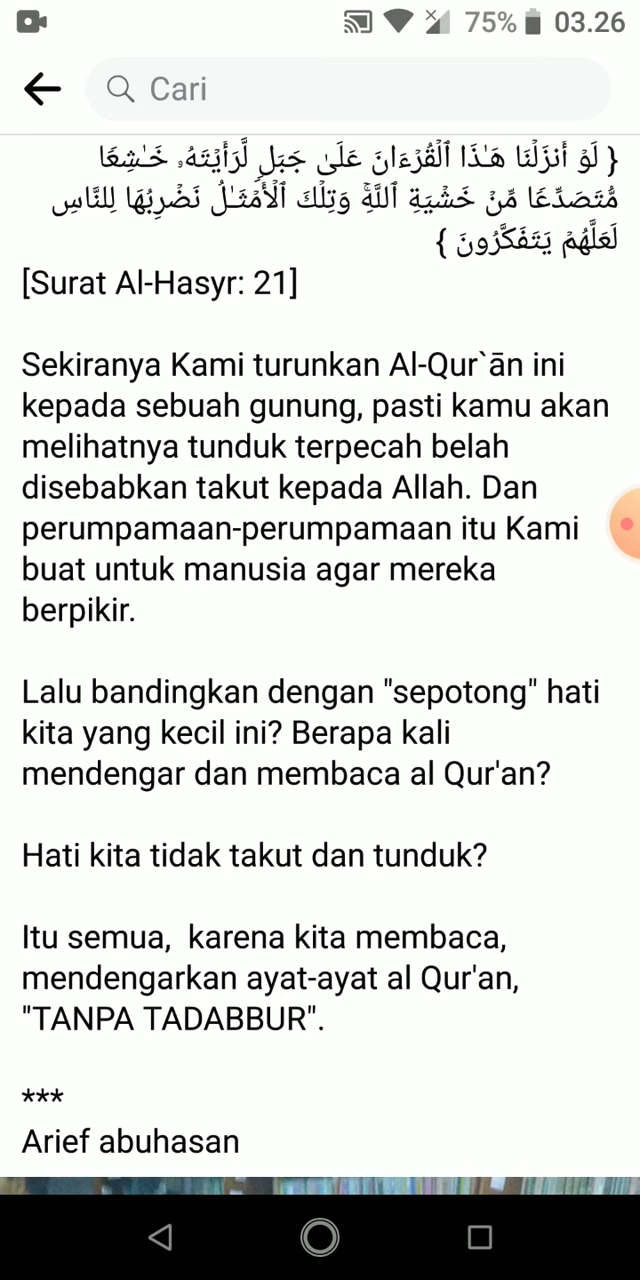 75% 03.26
Cari
{ لَوۡ أَنزَلۡنَا هَـٰذَا ٱلۡقُرۡءَانَ عَلَىٰ جَبَلࣲ لَّرَأَیۡتَهُۥ خَـٰشِعࣰا
مُّتَصَدِّعࣰا مِّنۡ خَشۡیَةِ ٱللَّهِۚ وَتِلۡكَ ٱلۡأَمۡثَـٰلُ نَضۡرِبُهَا لِلنَّاسِ
لَعَلَّهُمۡ یَتَفَكَّرُونَ }
[Surat Al-Hasyr: 21]
Sekiranya Kami turunkan Al-Qur`ān ini
kepada sebuah gunung, pasti kamu akan
melihatnya tunduk terpecah belah
disebabkan takut kepada Allah. Dan
perumpamaan-perumpamaan itu Kami
buat untuk manusia agar mereka
berpikir.
Lalu bandingkan dengan "sepotong" hati
kita yang kecil ini? Berapa kali
mendengar dan membaca al Qur'an?
Hati kita tidak takut dan tunduk?
Itu semua,  karena kita membaca,
mendengarkan ayat-ayat al Qur'an,
"TANPA TADABBUR".
***
Arief abuhasan